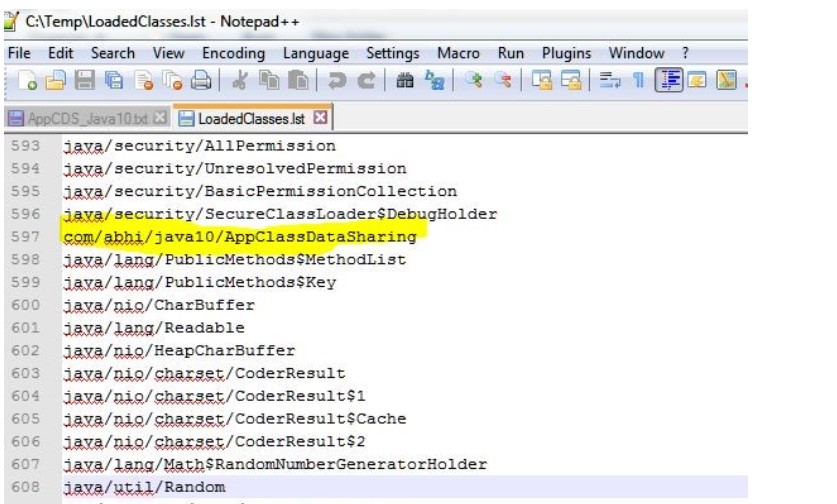 C:\Temp\LoadedClasses.lst - Notepad++
File Edit Search View Encoding Language Settings Macro Run Plugins Window ?
AppCDS_Java10.txt LoadedClasses.lst
593 java/security/AllPermission
594 java/security/UnresolvedPermission
595 java/security/BasicPermissionCollection
596 java/security/SecureClassLoader$DebugHolder
597 com/abhi/java10/AppClassDataSharing
598 java/lang/PublicMethods$MethodList
599 java/lang/PublicMethods$Key
600 java/nio/CharBuffer
601 java/lang/Readable
602 java/nio/HeapCharBuffer
603 java/nio/charset/CoderResult
604 java/nio/charset/CoderResult$1
605 java/nio/charset/CoderResult$Cache
606 java/nio/charset/CoderResult$2
607 java/lang/Math$RandomNumberGeneratorHolder
608 java/util/Random